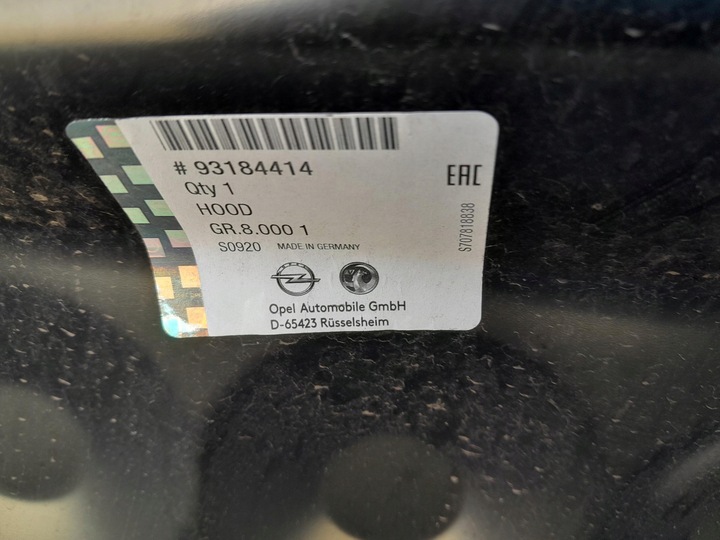 # 93184414
Qty 1
HOOD
GR.8.000 1
S0920 MADE IN GERMANY
Opel Automobile GmbH
D-65423 Rüsselsheim
EAC
S707818838